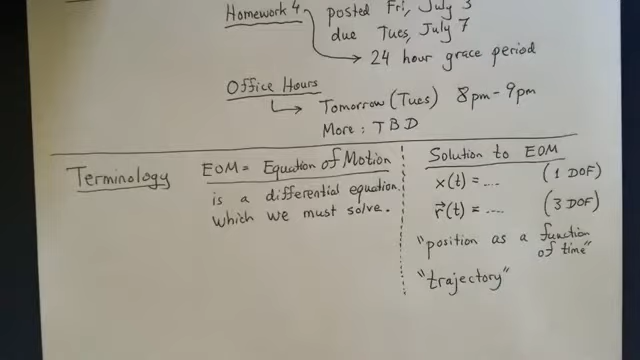 Homework 4 posted Fri, July 3
due Tues, July 7
24 hour grace period
Office Hours
Tomorrow (Tues) 8pm - 9pm
More: TBD
Terminology
EOM = Equation of Motion
is a differential equation
which we must solve.
Solution to EOM
x(t) = .... (1 DOF)
r⃗(t) = .... (3 DOF)
"position as a function
of time"
"trajectory"